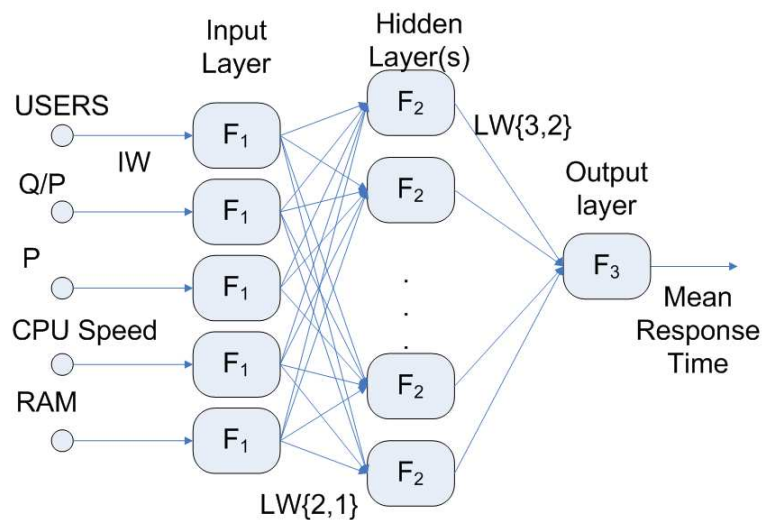 Input
Layer
Hidden
Layer(s)
USERS
IW
Q/P
P
CPU Speed
RAM
F1
F1
F1
F1
F1
LW{2,1}
F2
F2
.
.
.
F2
F2
LW{3,2}
Output
layer
F3
Mean
Response
Time